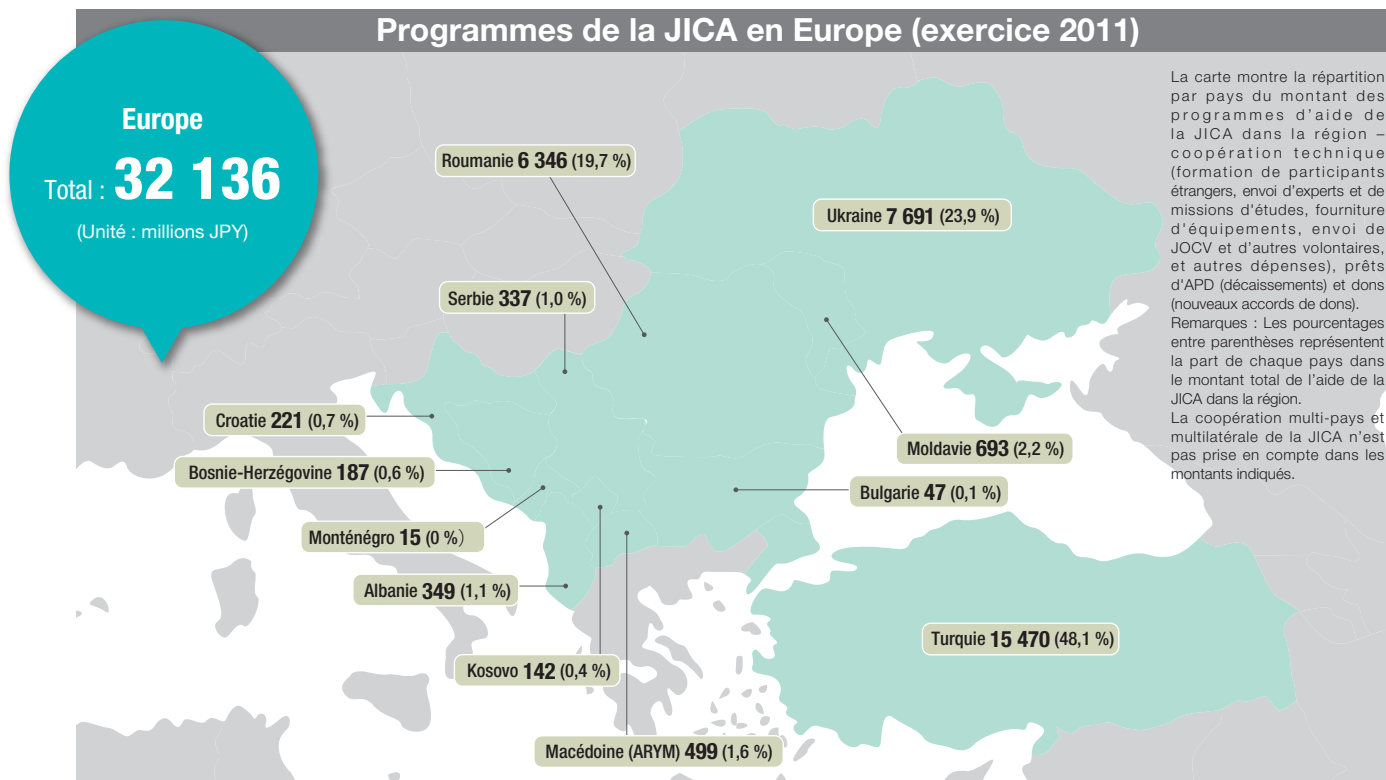 Programmes de la JICA en Europe (exercice 2011)
Europe
Total : 32 136
(Unité : millions JPY)
Roumanie 6 346 (19,7 %)
Ukraine 7 691 (23,9 %)
Serbie 337 (1,0 %)
Croatie 221 (0,7 %)
Moldavie 693 (2,2 %)
Bosnie-Herzégovine 187 (0,6 %)
Bulgarie 47 (0,1 %)
Monténégro 15 (0 %)
Albanie 349 (1,1 %)
Turquie 15 470 (48,1 %)
Kosovo 142 (0,4 %)
Macédoine (ARYM) 499 (1,6 %)
La carte montre la répartition
par pays du montant des
programmes d’aide de
la JICA dans la région –
coopération technique
(formation de participants
étrangers, envoi d’experts et de
missions d'études, fourniture
d'équipements, envoi de
JOCV et d’autres volontaires,
et autres dépenses), prêts
d'APD (décaissements) et dons
(nouveaux accords de dons).
Remarques : Les pourcentages
entre parenthèses représentent
la part de chaque pays dans
le montant total de l’aide de la
JICA dans la région.
La coopération multi-pays et
multilatérale de la JICA n’est
pas prise en compte dans les
montants indiqués.